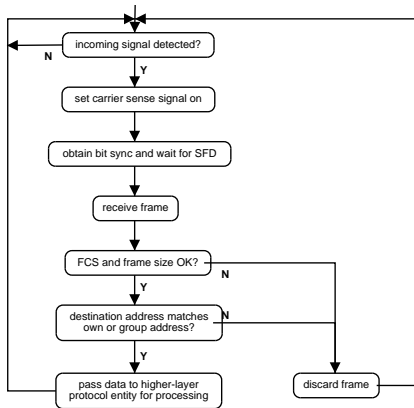 incoming signal detected?
N
Y
set carrier sense signal on
obtain bit sync and wait for SFD
receive frame
FCS and frame size OK?
N
Y
destination address matches
own or group address?
N
Y
pass data to higher-layer
protocol entity for processing
discard frame